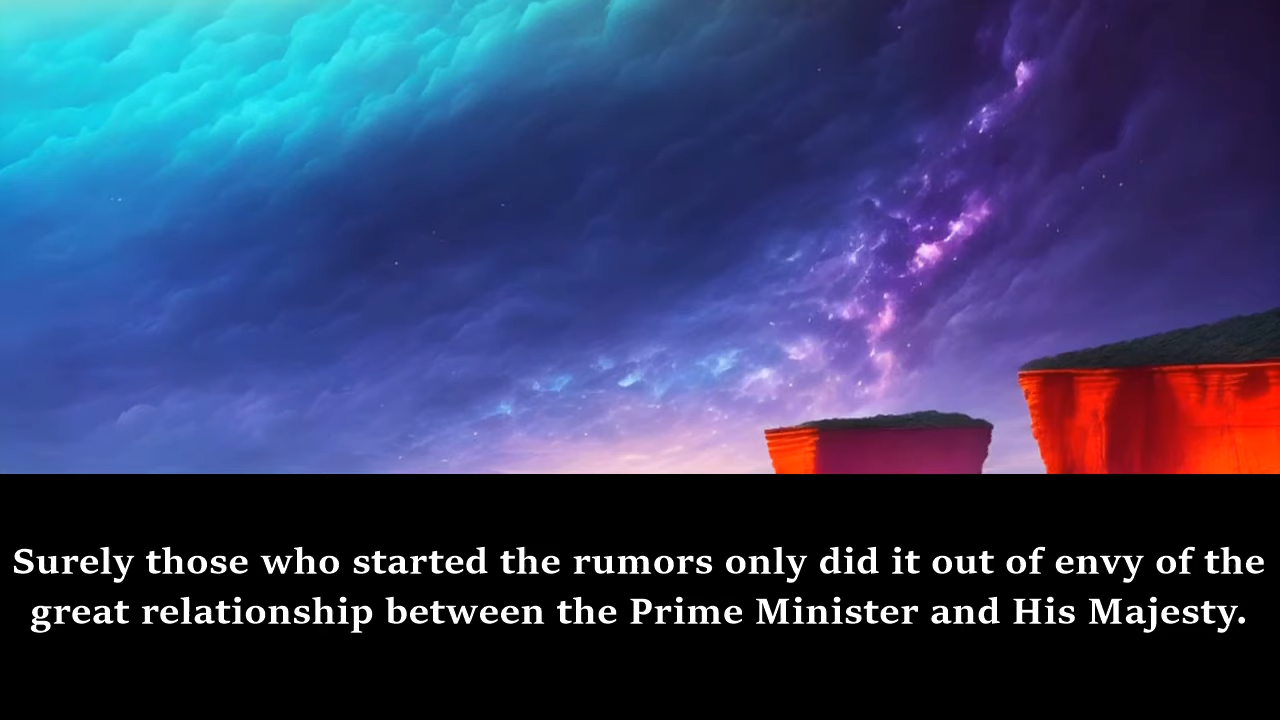 Surely those who started the rumors only did it out of envy of the
great relationship between the Prime Minister and His Majesty.